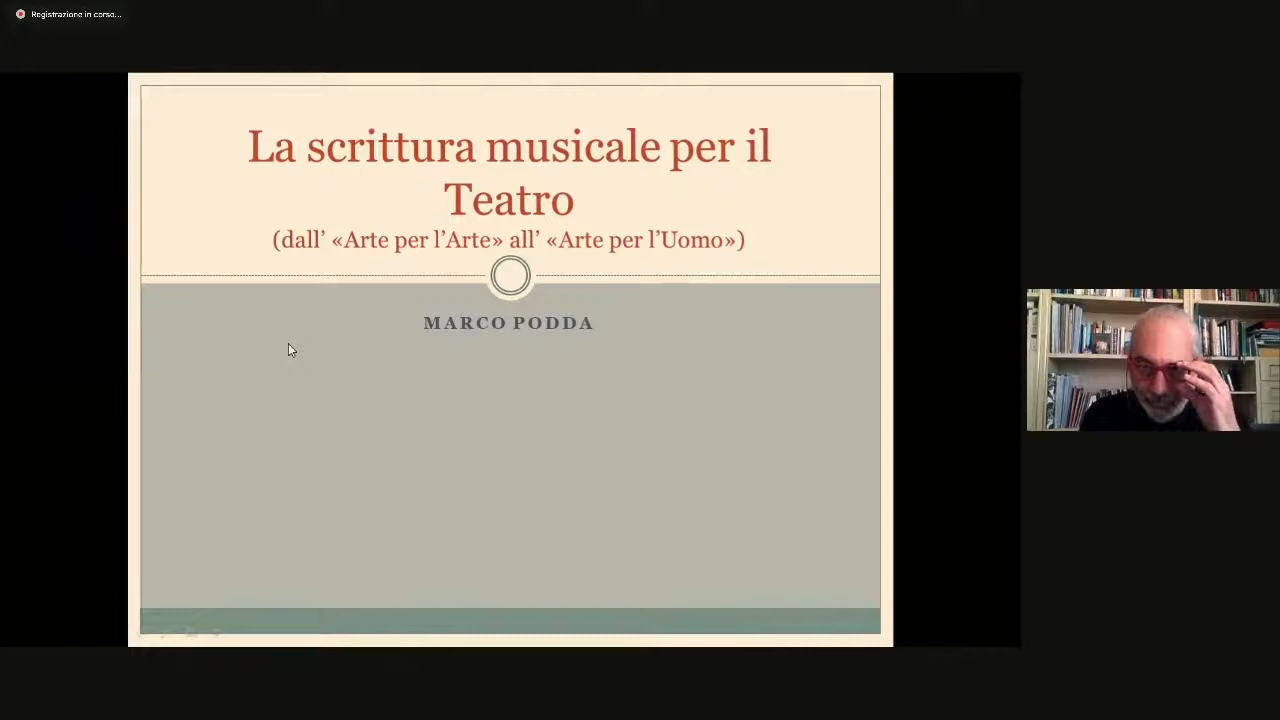 Registrazione in corso...
La scrittura musicale per il
Teatro
(dall’ «Arte per l’Arte» all’ «Arte per l’Uomo»)
MARCO PODDA